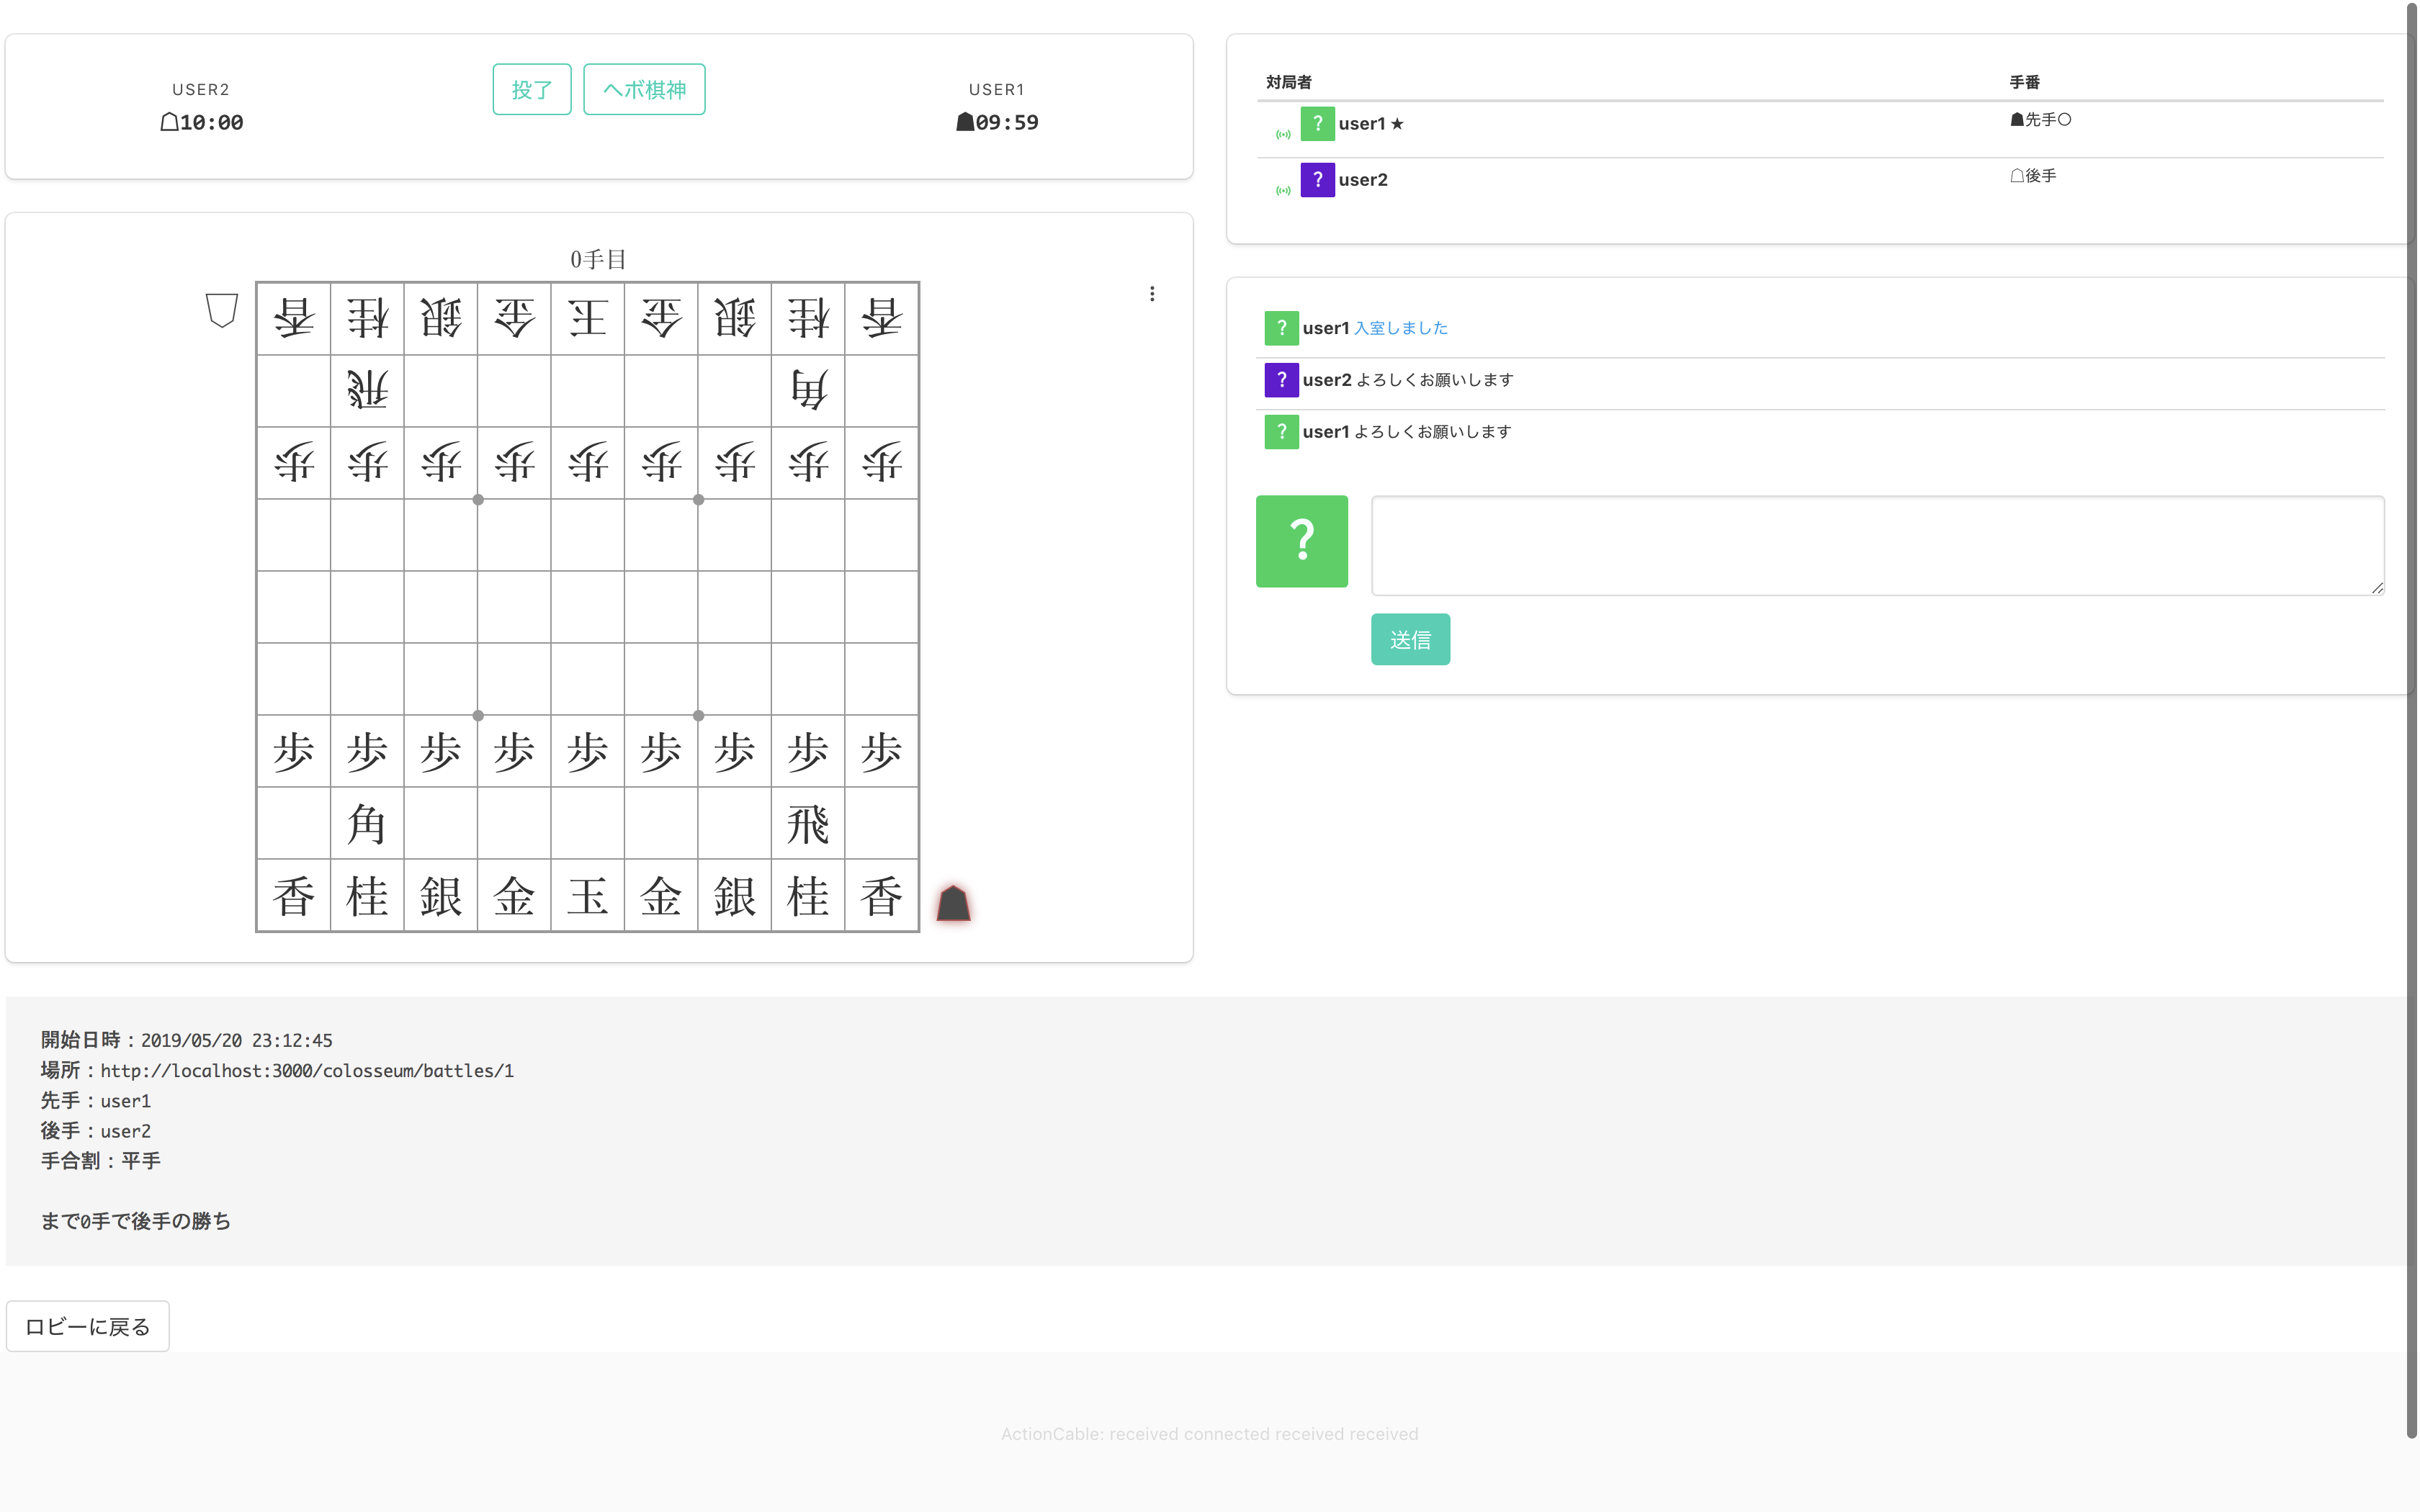 USER2
☖10:00
投了
ヘボ棋神
USER1
☗09:59
0手目
香桂銀金王金銀桂香
飛角
歩歩歩歩歩歩歩歩歩
歩歩歩歩歩歩歩歩歩
角飛
香桂銀金玉金銀桂香
対局者 手番
? user1 ★ ☗先手○
? user2 ☖後手
? user1 入室しました
? user2 よろしくお願いします
? user1 よろしくお願いします
?
送信
開始日時:2019/05/20 23:12:45
場所:http://localhost:3000/colosseum/battles/1
先手:user1
後手:user2
手合割:平手
まで0手で後手の勝ち
ロビーに戻る
ActionCable: received connected received received